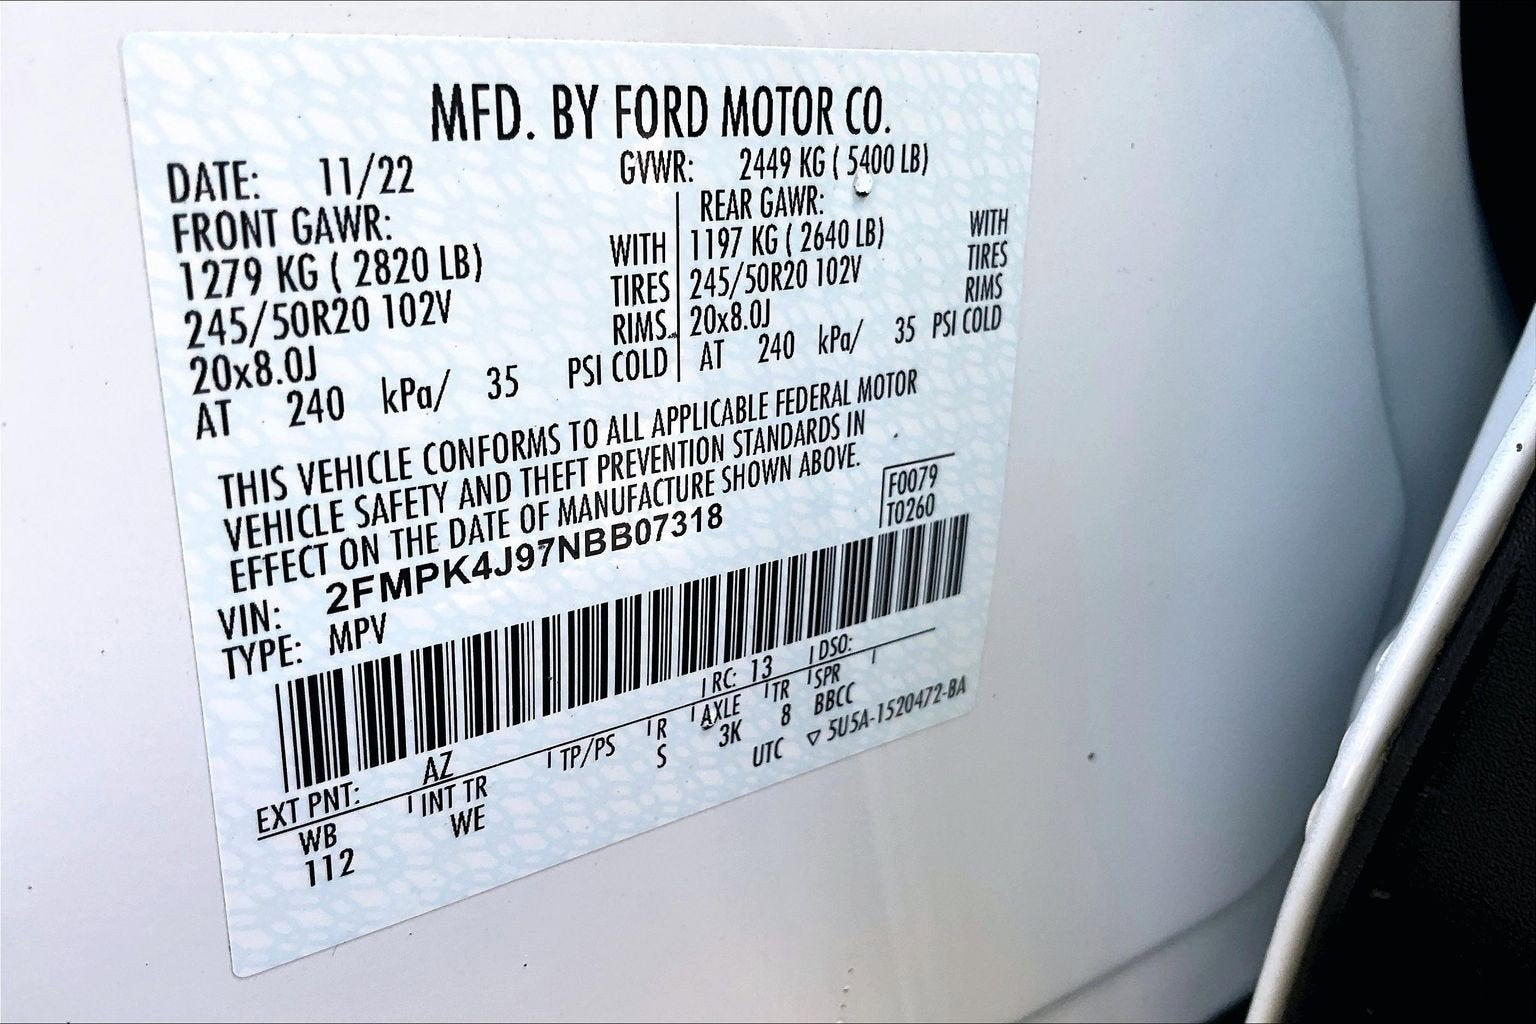 MFD. BY FORD MOTOR CO.
DATE: 11/22 GVWR: 2449 KG ( 5400 LB)
FRONT GAWR: REAR GAWR:
1279 KG ( 2820 LB) WITH 1197 KG ( 2640 LB) WITH
245/50R20 102V TIRES 245/50R20 102V TIRES
20x8.0J RIMS 20x8.0J RIMS
AT 240 kPa/ 35 PSI COLD AT 240 kPa/ 35 PSI COLD
THIS VEHICLE CONFORMS TO ALL APPLICABLE FEDERAL MOTOR
VEHICLE SAFETY AND THEFT PREVENTION STANDARDS IN
EFFECT ON THE DATE OF MANUFACTURE SHOWN ABOVE.
F0079
T0260
VIN: 2FMPK4J97NBB07318
TYPE: MPV
EXT PNT: AZ RC: 13 DSO:
WB INT TR TP/PS R AXLE TR SPR
112 WE S 3K 8 BBCC
UTC ▽ 5U5A-1520472-BA